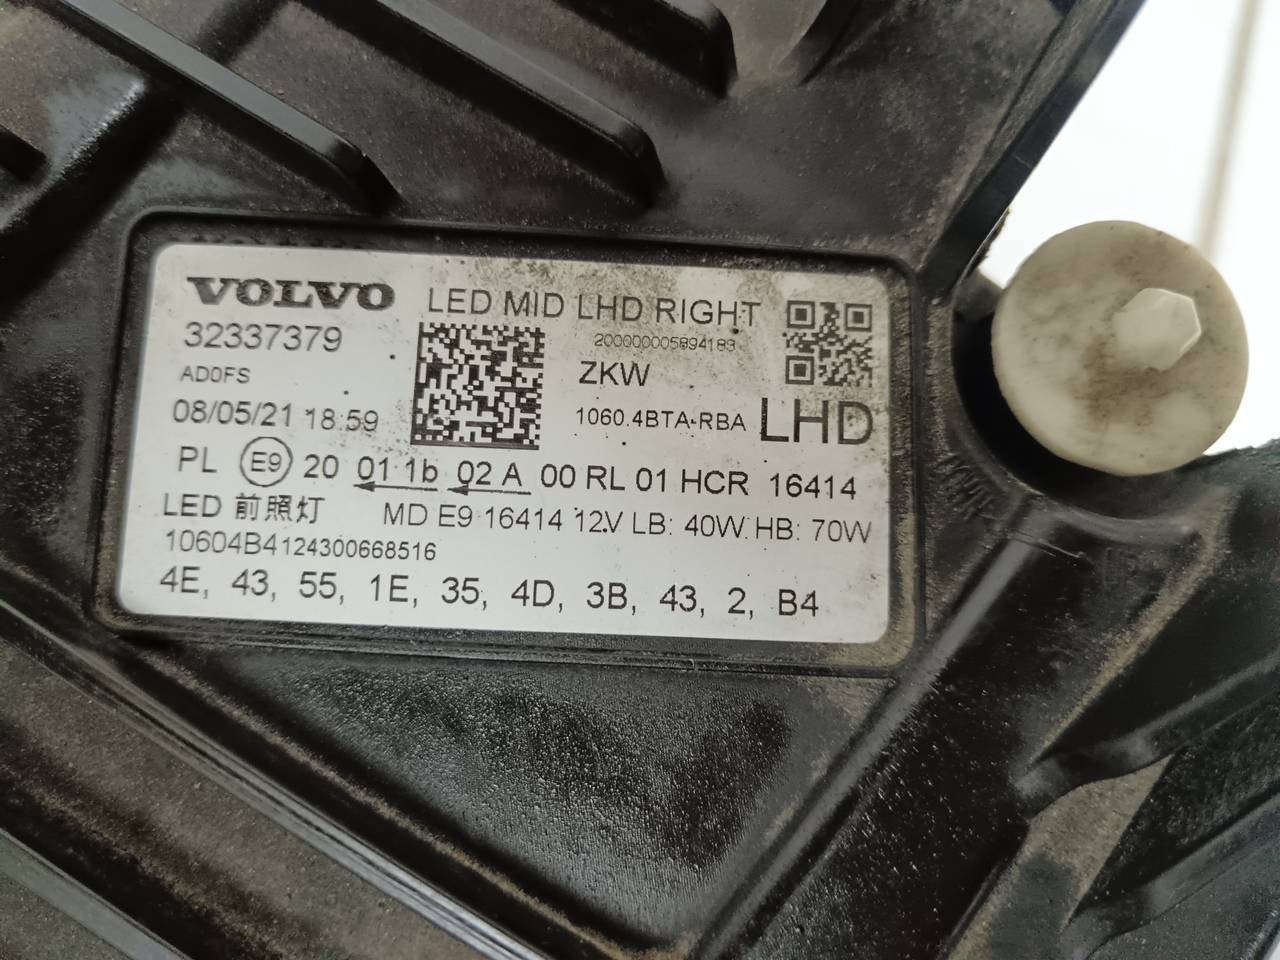 VOLVO LED MID LHD RIGHT
32337379 200000005894183
AD0FS ZKW
08/05/21 18:59 1060.4BTA-RBA LHD
PL E9 20 01 1b 02 A 00 RL 01 HCR 16414
LED 前照灯 MD E9 16414 12V LB: 40W HB: 70W
10604B4124300668516
4E, 43, 55, 1E, 35, 4D, 3B, 43, 2, B4